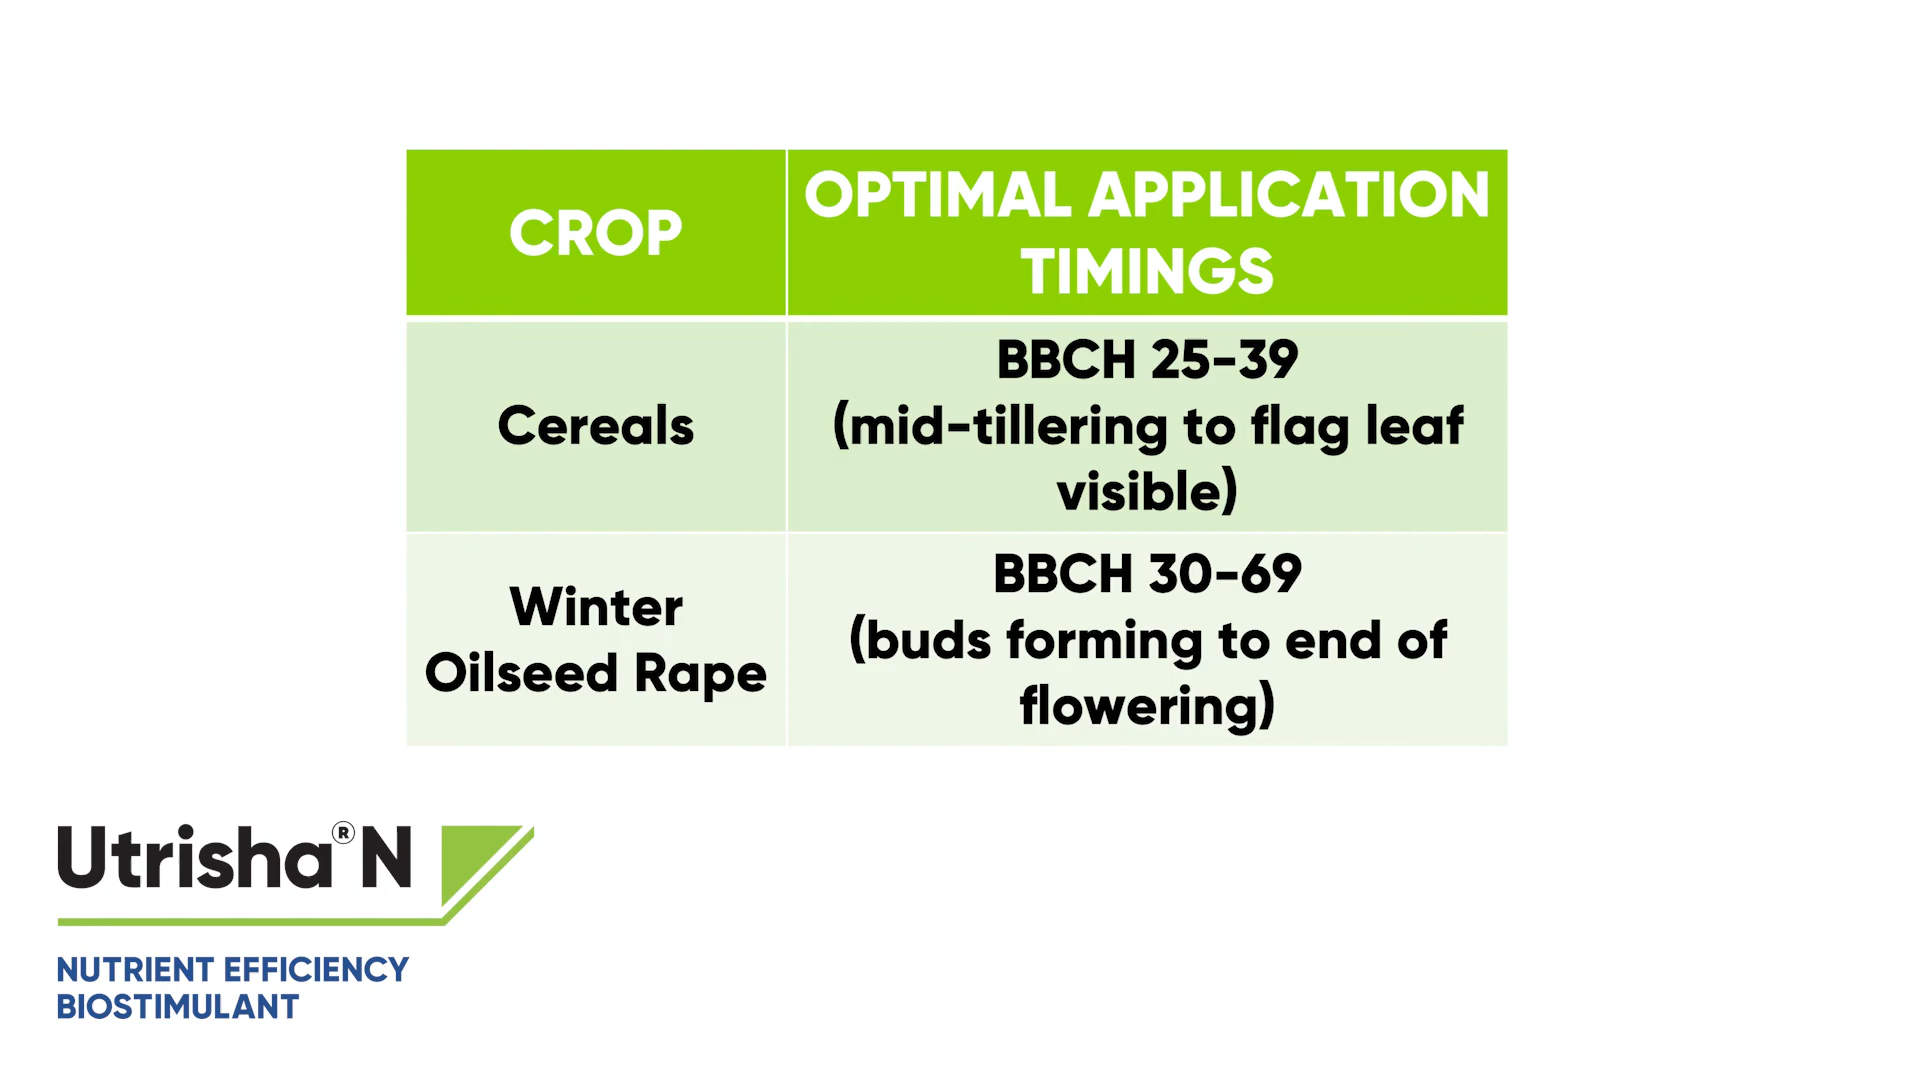 CROP
OPTIMAL APPLICATION
TIMINGS
Cereals
BBCH 25-39
(mid-tillering to flag leaf
visible)
Winter
Oilseed Rape
BBCH 30-69
(buds forming to end of
flowering)
Utrisha® N
NUTRIENT EFFICIENCY
BIOSTIMULANT